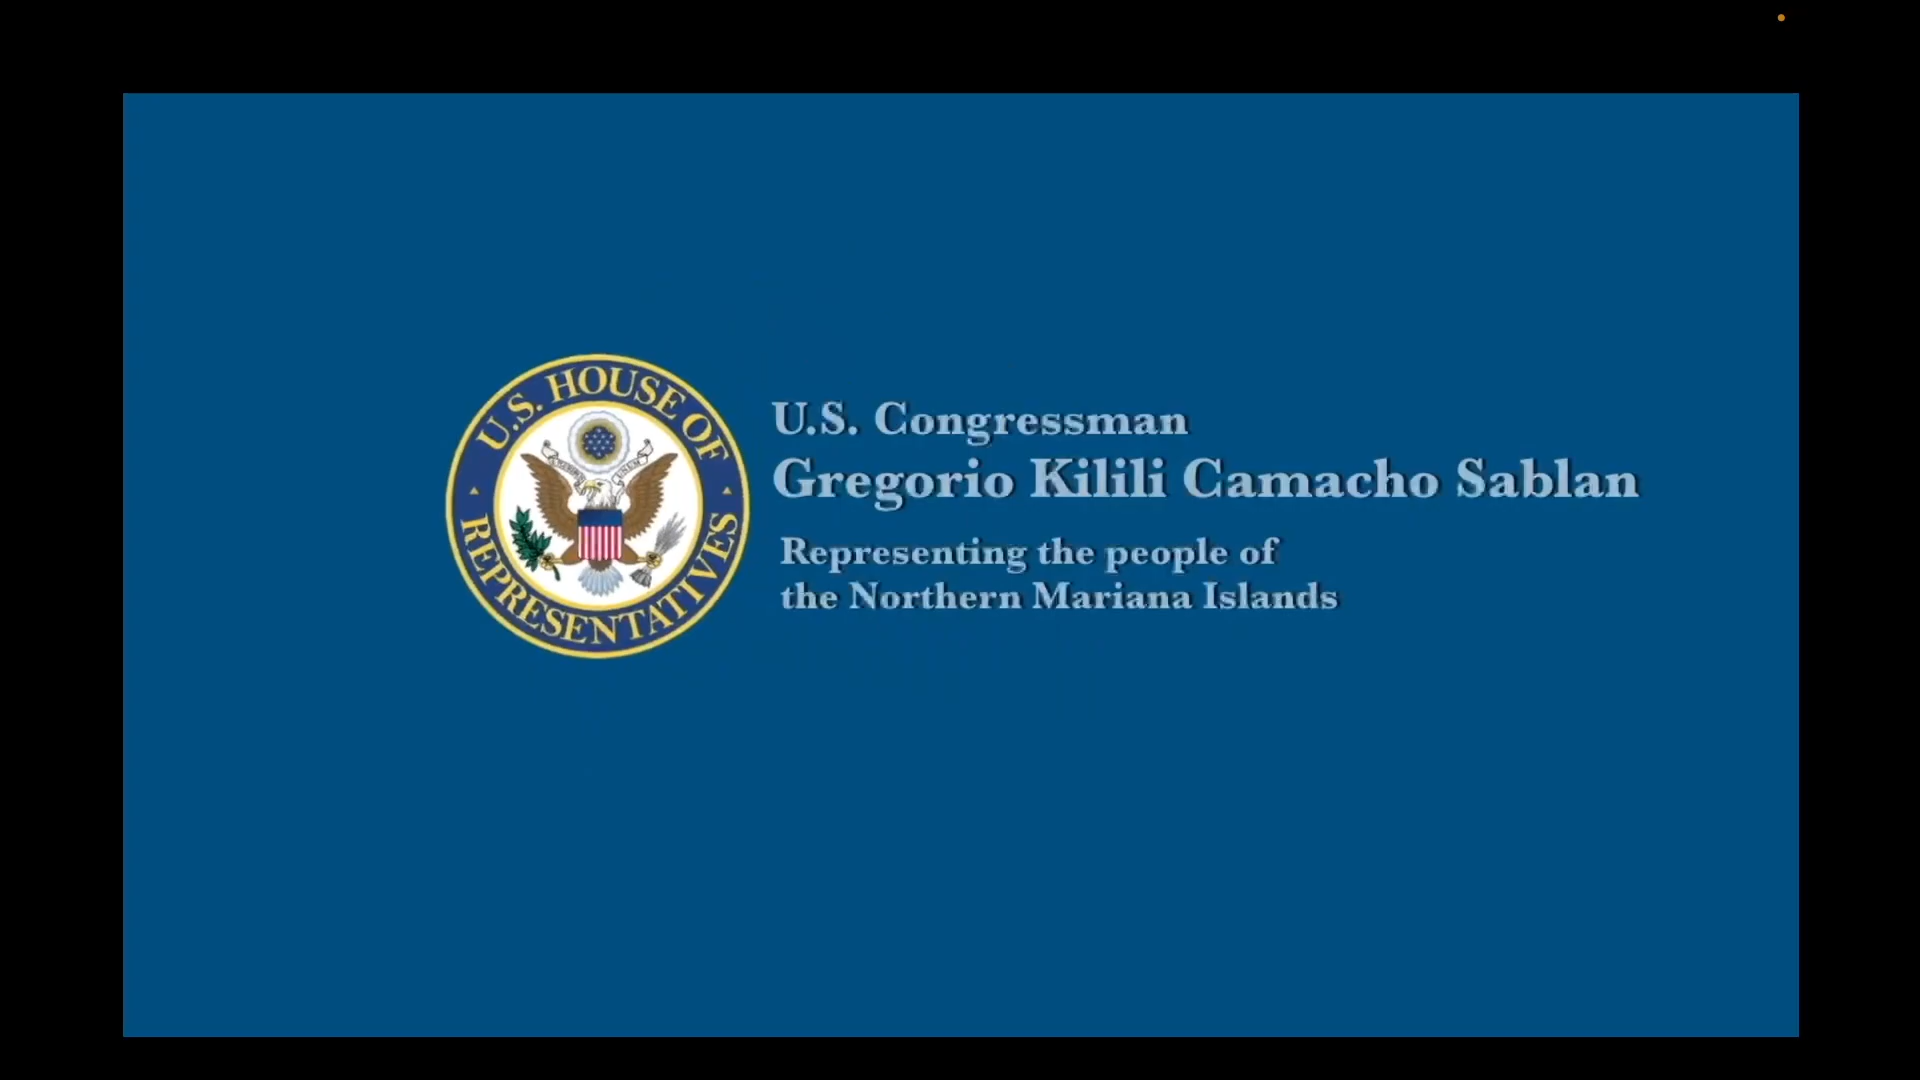 U.S. HOUSE OF
REPRESENTATIVES
U.S. Congressman
Gregorio Kilili Camacho Sablan
Representing the people of
the Northern Mariana Islands